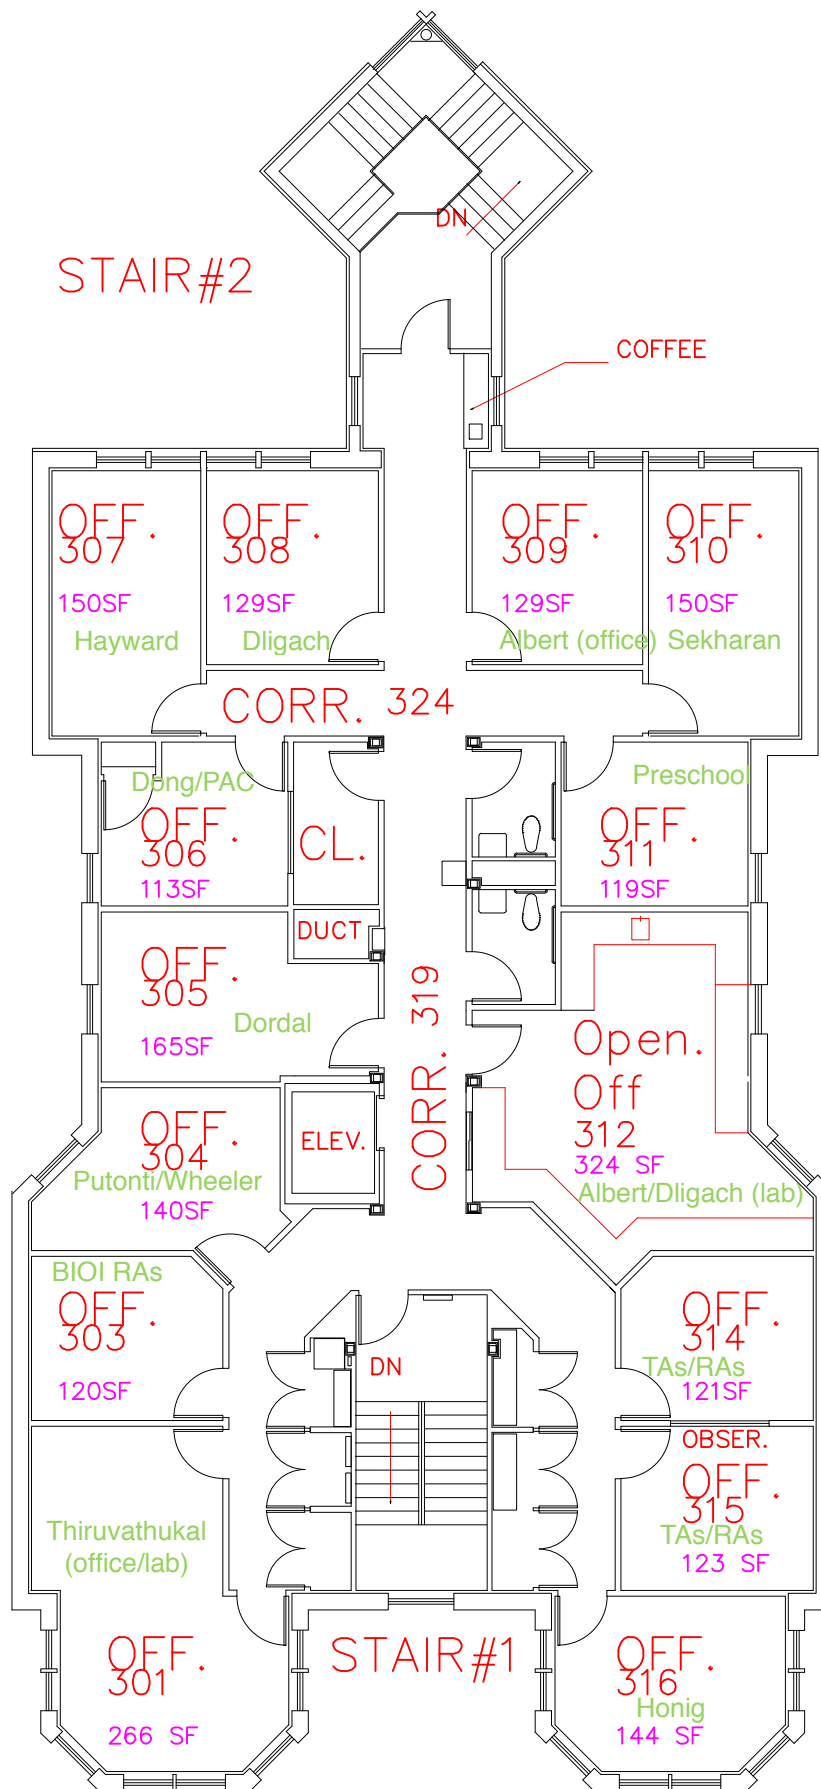 DN
STAIR#2
COFFEE
OFF.
307
150SF
Hayward
OFF.
308
129SF
Dligach
OFF.
309
129SF
Albert (office)
OFF.
310
150SF
Sekharan
CORR. 324
Dong/PAC
OFF.
306
113SF
CL.
Preschool
OFF.
311
119SF
DUCT
OFF.
305
Dordal
165SF
CORR. 319
Open.
Off
312
324 SF
Albert/Dligach (lab)
OFF.
304
Putonti/Wheeler
140SF
ELEV.
BIOI RAs
OFF.
303
120SF
DN
OFF.
314
TAs/RAs
121SF
OBSER.
OFF.
315
TAs/RAs
123 SF
Thiruvathukal
(office/lab)
OFF.
301
266 SF
STAIR#1
OFF.
316
Honig
144 SF